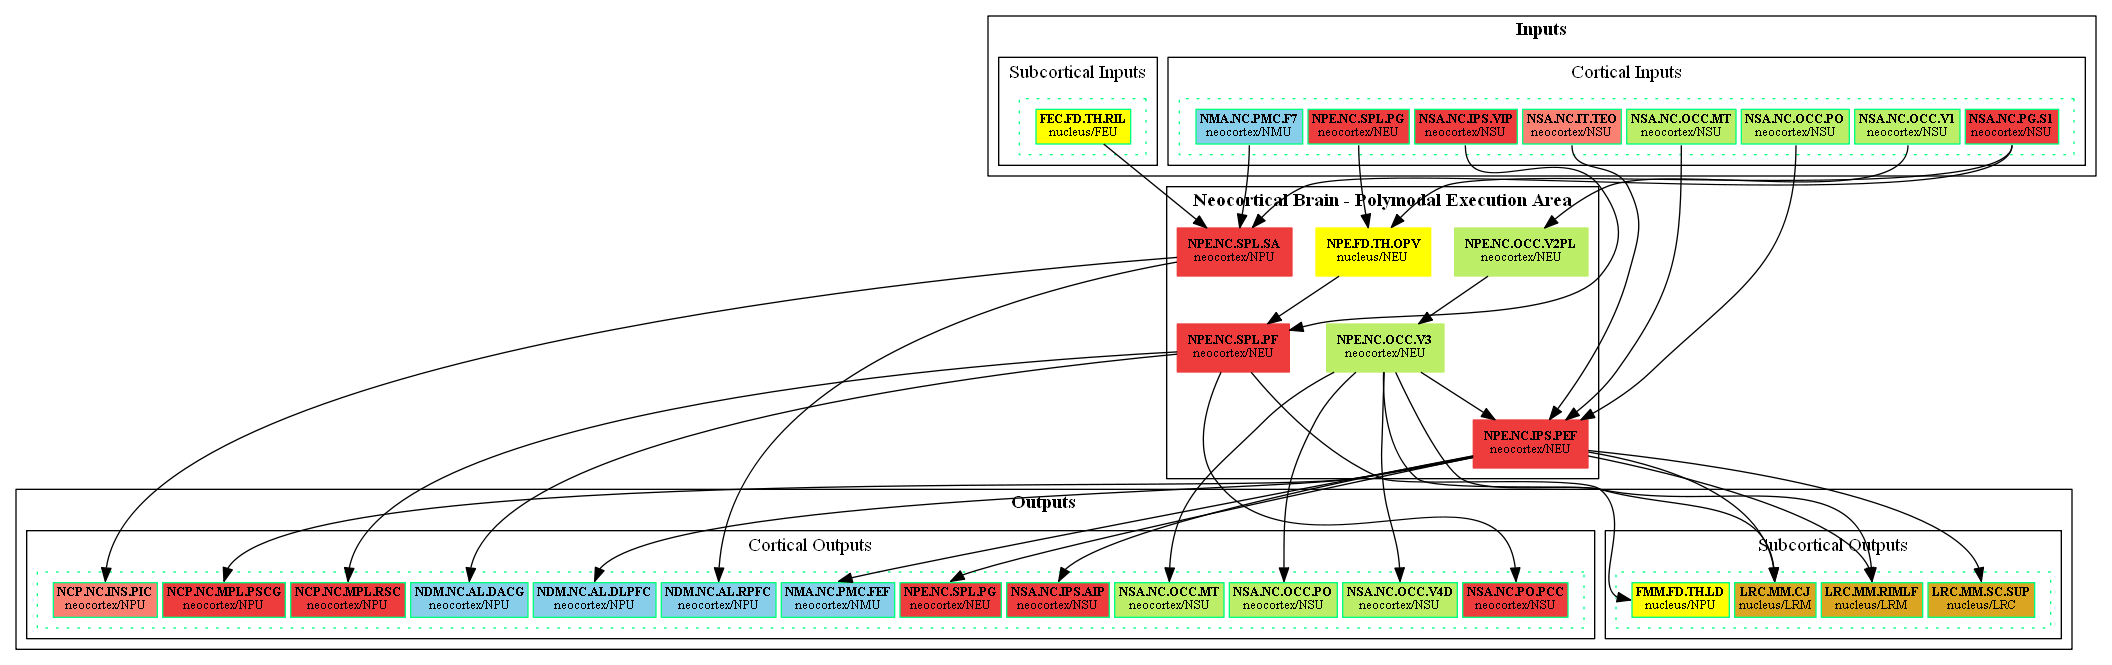 Inputs
Subcortical Inputs
Cortical Inputs
FEC.FD.TH.RIL
nucleus/FEU
NMA.NC.PMC.F7
neocortex/NMU
NPE.NC.SPL.PG
neocortex/NEU
NSA.NC.IPS.VIP
neocortex/NSU
NSA.NC.IT.TEO
neocortex/NSU
NSA.NC.OCC.MT
neocortex/NSU
NSA.NC.OCC.PO
neocortex/NSU
NSA.NC.OCC.V1
neocortex/NSU
NSA.NC.PG.S1
neocortex/NSU
Neocortical Brain - Polymodal Execution Area
NPE.NC.SPL.SA
neocortex/NPU
NPE.FD.TH.OPV
nucleus/NEU
NPE.NC.OCC.V2PL
neocortex/NEU
NPE.NC.SPL.PF
neocortex/NEU
NPE.NC.OCC.V3
neocortex/NEU
NPE.NC.IPS.PEF
neocortex/NEU
Outputs
Cortical Outputs
Subcortical Outputs
NCP.NC.INS.PIC
neocortex/NPU
NCP.NC.MPL.PSCG
neocortex/NPU
NCP.NC.MPL.RSC
neocortex/NPU
NDM.NC.AL.DACG
neocortex/NPU
NDM.NC.AL.DLPFC
neocortex/NPU
NDM.NC.AL.RPFC
neocortex/NPU
NMA.NC.PMC.FEF
neocortex/NMU
NPE.NC.SPL.PG
neocortex/NEU
NSA.NC.IPS.AIP
neocortex/NSU
NSA.NC.OCC.MT
neocortex/NSU
NSA.NC.OCC.PO
neocortex/NSU
NSA.NC.OCC.V4D
neocortex/NSU
NSA.NC.PO.PCC
neocortex/NSU
FMM.FD.TH.LD
nucleus/NPU
LRC.MM.CJ
nucleus/LRM
LRC.MM.RIMLF
nucleus/LRM
LRC.MM.SC.SUP
nucleus/LRC